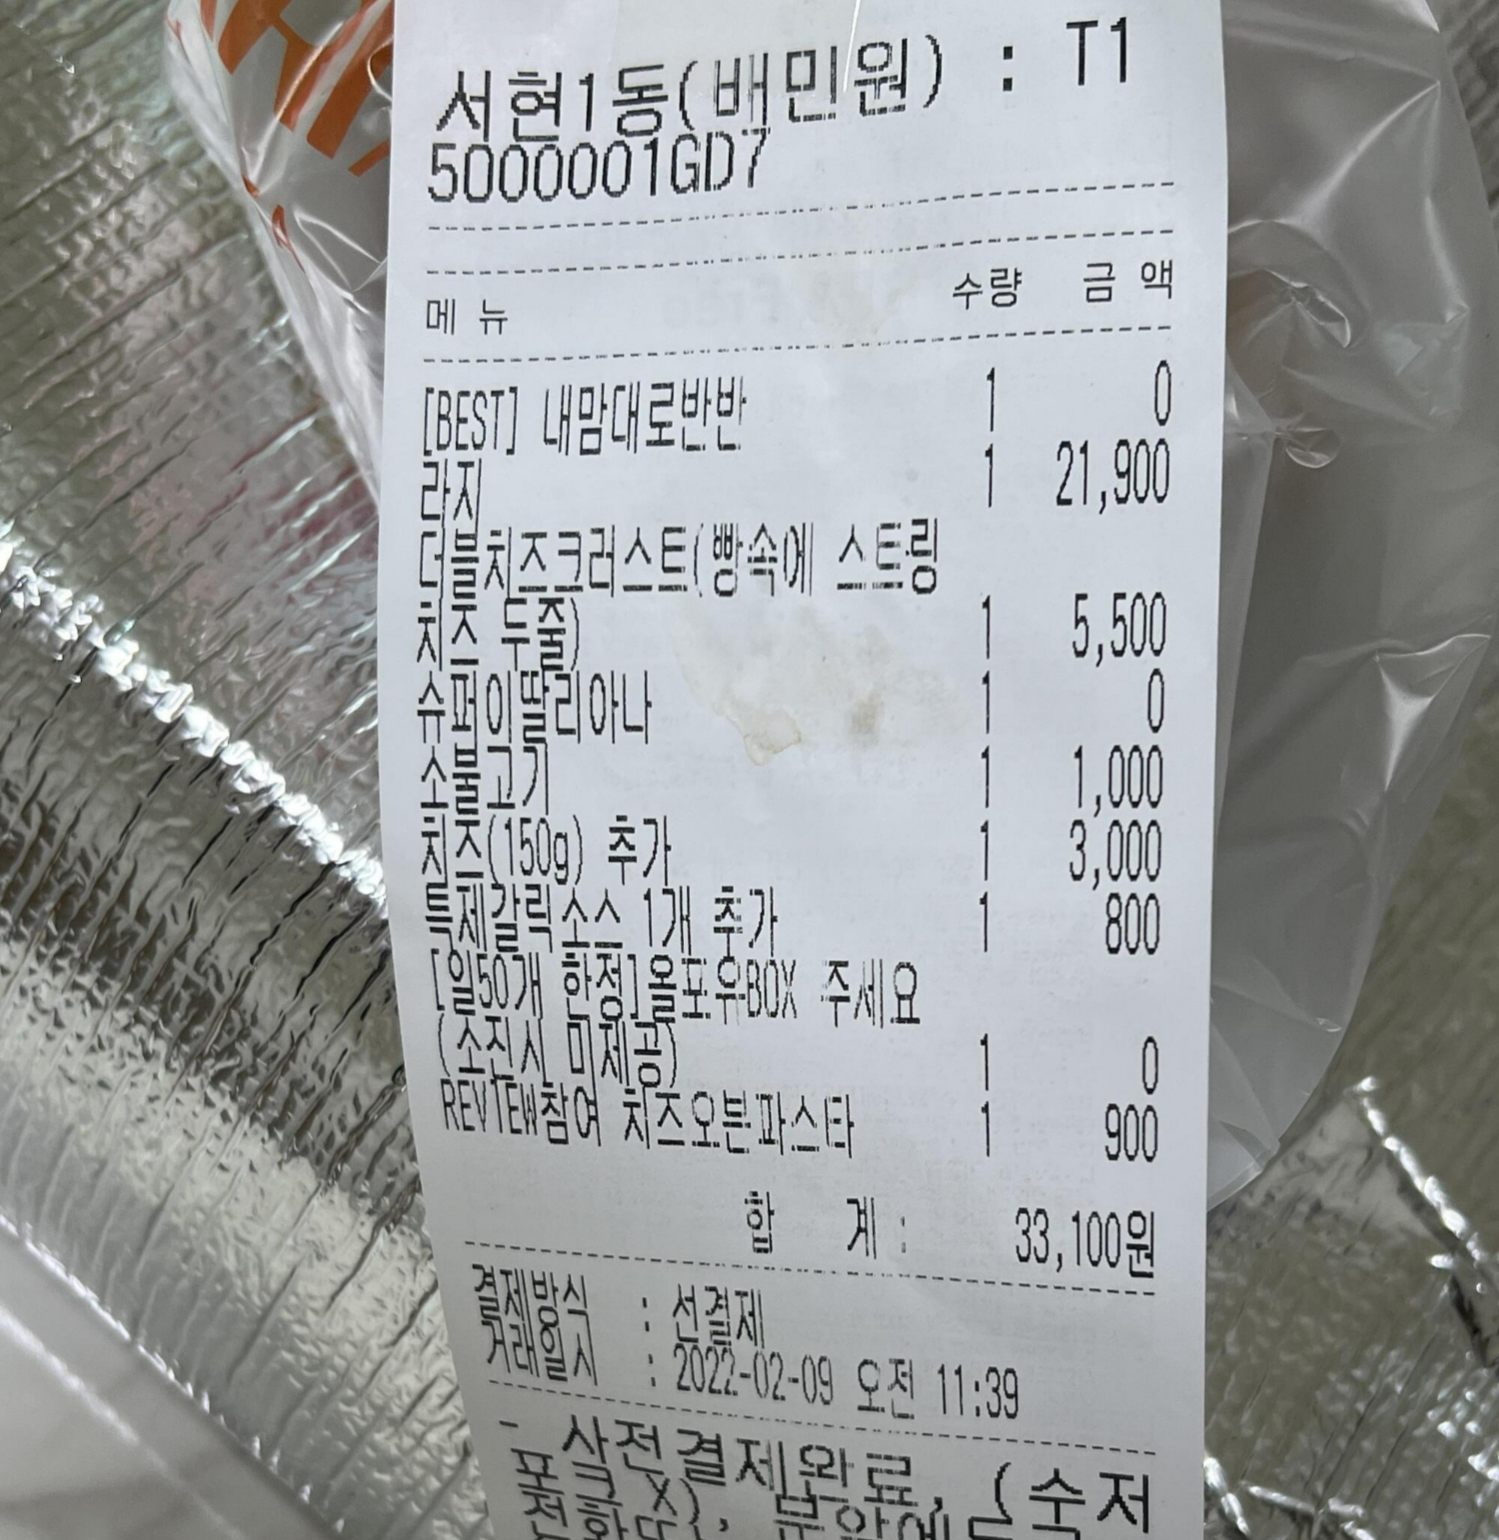 서현1동(배민원) : T1
5000001GD7
메 뉴 수량 금 액
[BEST] 내맘대로반반 1 0
라지 1 21,900
더블치즈크러스트(빵속에 스트링
치즈 두줄) 1 5,500
슈퍼이딸리아나 1 0
소불고기 1 1,000
치즈(150g) 추가 1 3,000
특제갈릭소스 1개 추가 1 800
[일50개 한정]올포유BOX 주세요
(소진시 미제공) 1 0
REVIEW참여 치즈오븐파스타 1 900
합 계 : 33,100원
결제방식 : 선결제
거래일시 : 2022-02-09 오전 11:39
- 사전결제완료, (수저
포크X),